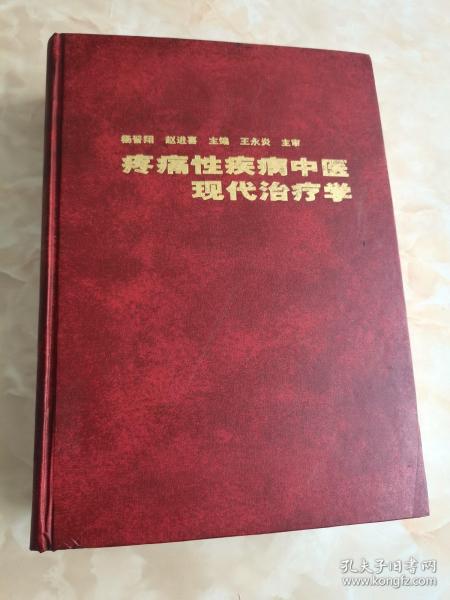 杨智翔 赵进喜 主编 王永炎 主审
疼痛性疾病中医
现代治疗学
孔夫子旧书网
www.kongfz.com